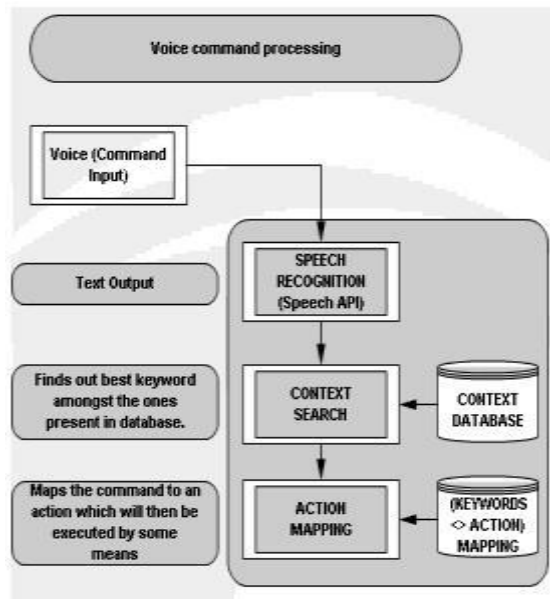 Voice command processing
Voice (Command
Input)
Text Output
SPEECH
RECOGNITION
(Speech API)
Finds out best keyword
amongst the ones
present in database.
CONTEXT
SEARCH
CONTEXT
DATABASE
Maps the command to an
action which will then be
executed by some
means
ACTION
MAPPING
(KEYWORDS
<> ACTION)
MAPPING